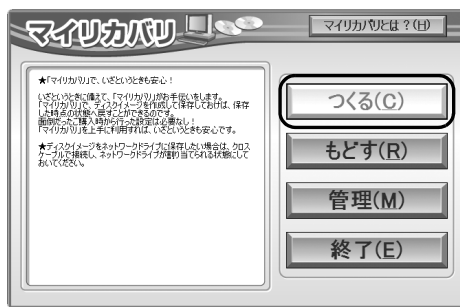 マイリカバリ
マイリカバリとは?(H)
★「マイリカバリ」で、いざというときも安心!
いざというときに備えて、「マイリカバリ」がお手伝いをします。
「マイリカバリ」で、ディスクイメージを作成して保存しておけば、保存
した時点の状態へ戻すことができるのです。
面倒だったご購入時から行った設定は必要なし!
「マイリカバリ」を上手に利用すれば、いざというときも安心です。
★ディスクイメージをネットワークドライブに保存したい場合は、クロス
ケーブルで接続し、ネットワークドライブが割り当てられる状態にして
おいてください。
つくる(C)
もどす(R)
管理(M)
終了(E)